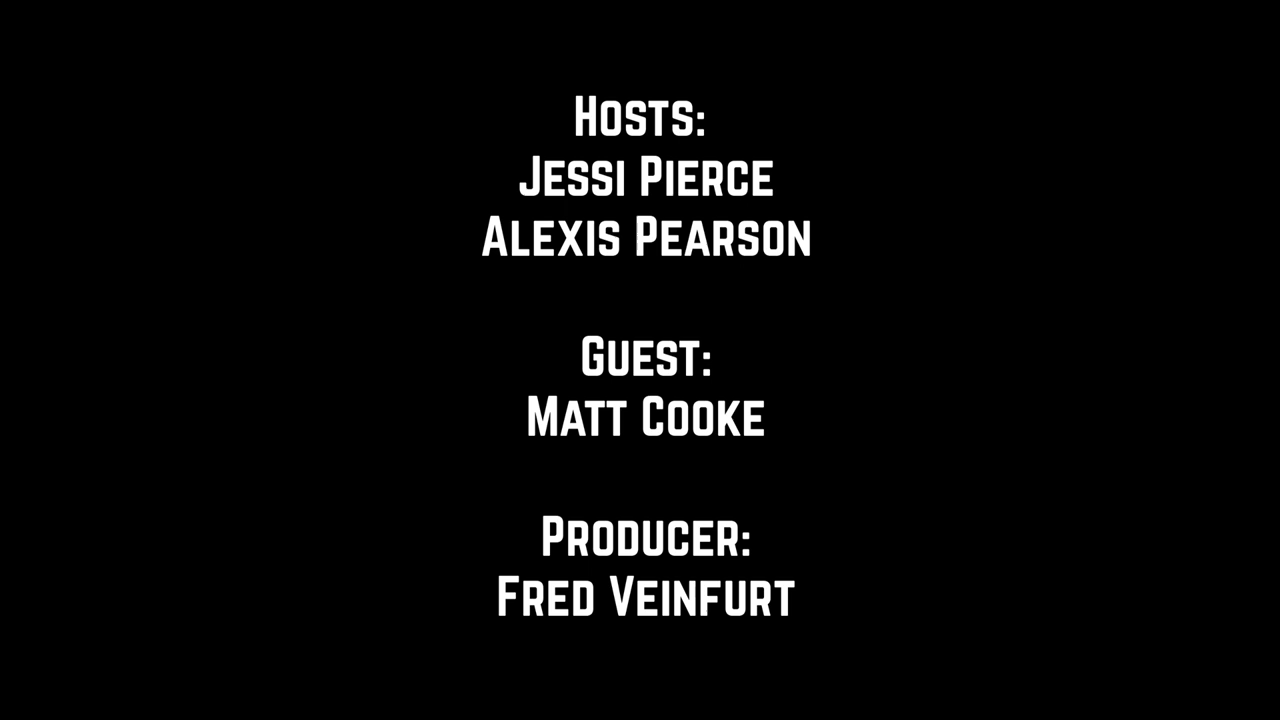 Hosts:
Jessi Pierce
Alexis Pearson
Guest:
Matt Cooke
Producer:
Fred Veinfurt